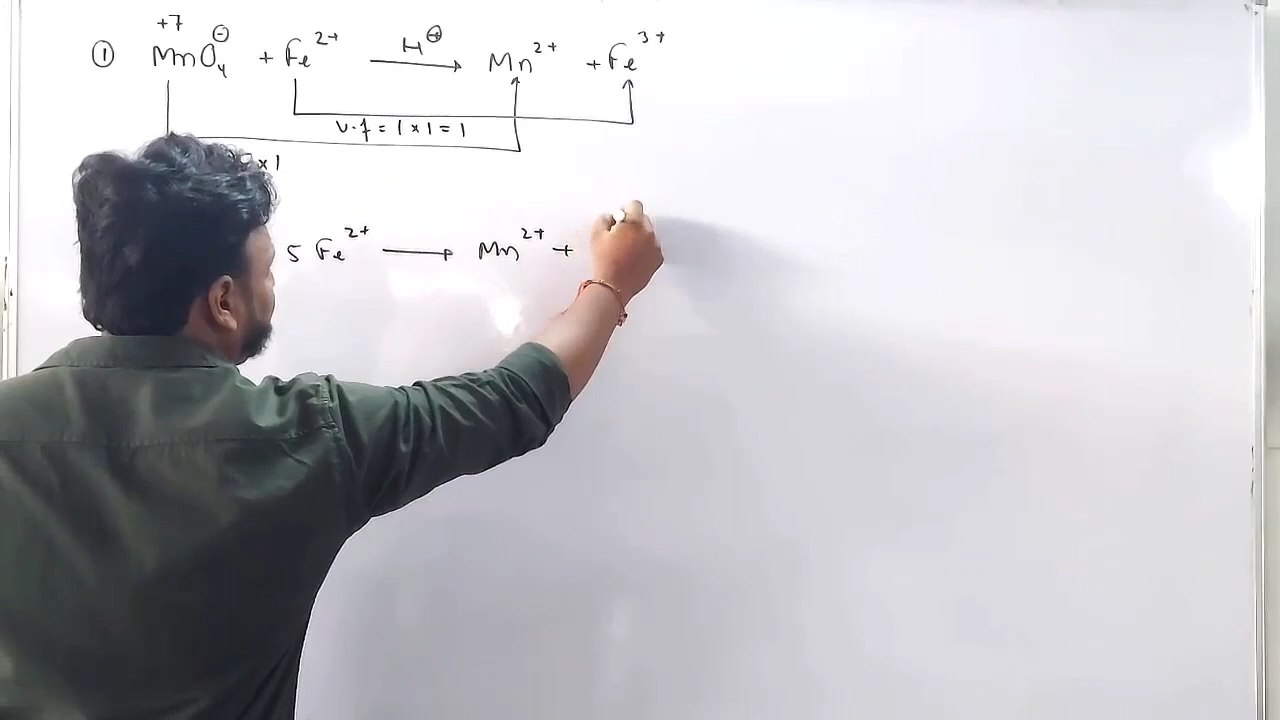 +7
① MnO₄⊖ + Fe²⁺ ⟶ H⊕ Mn²⁺ + Fe³⁺
v.f = 1 × 1 = 1
× 1
5 Fe²⁺ ⟶ Mn²⁺ +